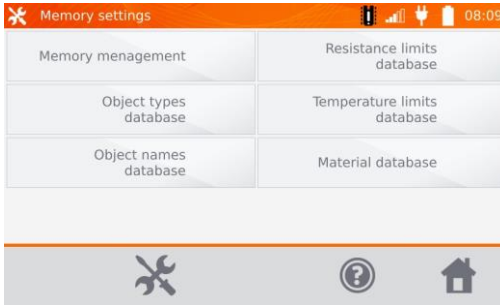 Memory settings
08:09
Memory menagement
Resistance limits
database
Object types
database
Temperature limits
database
Object names
database
Material database
?